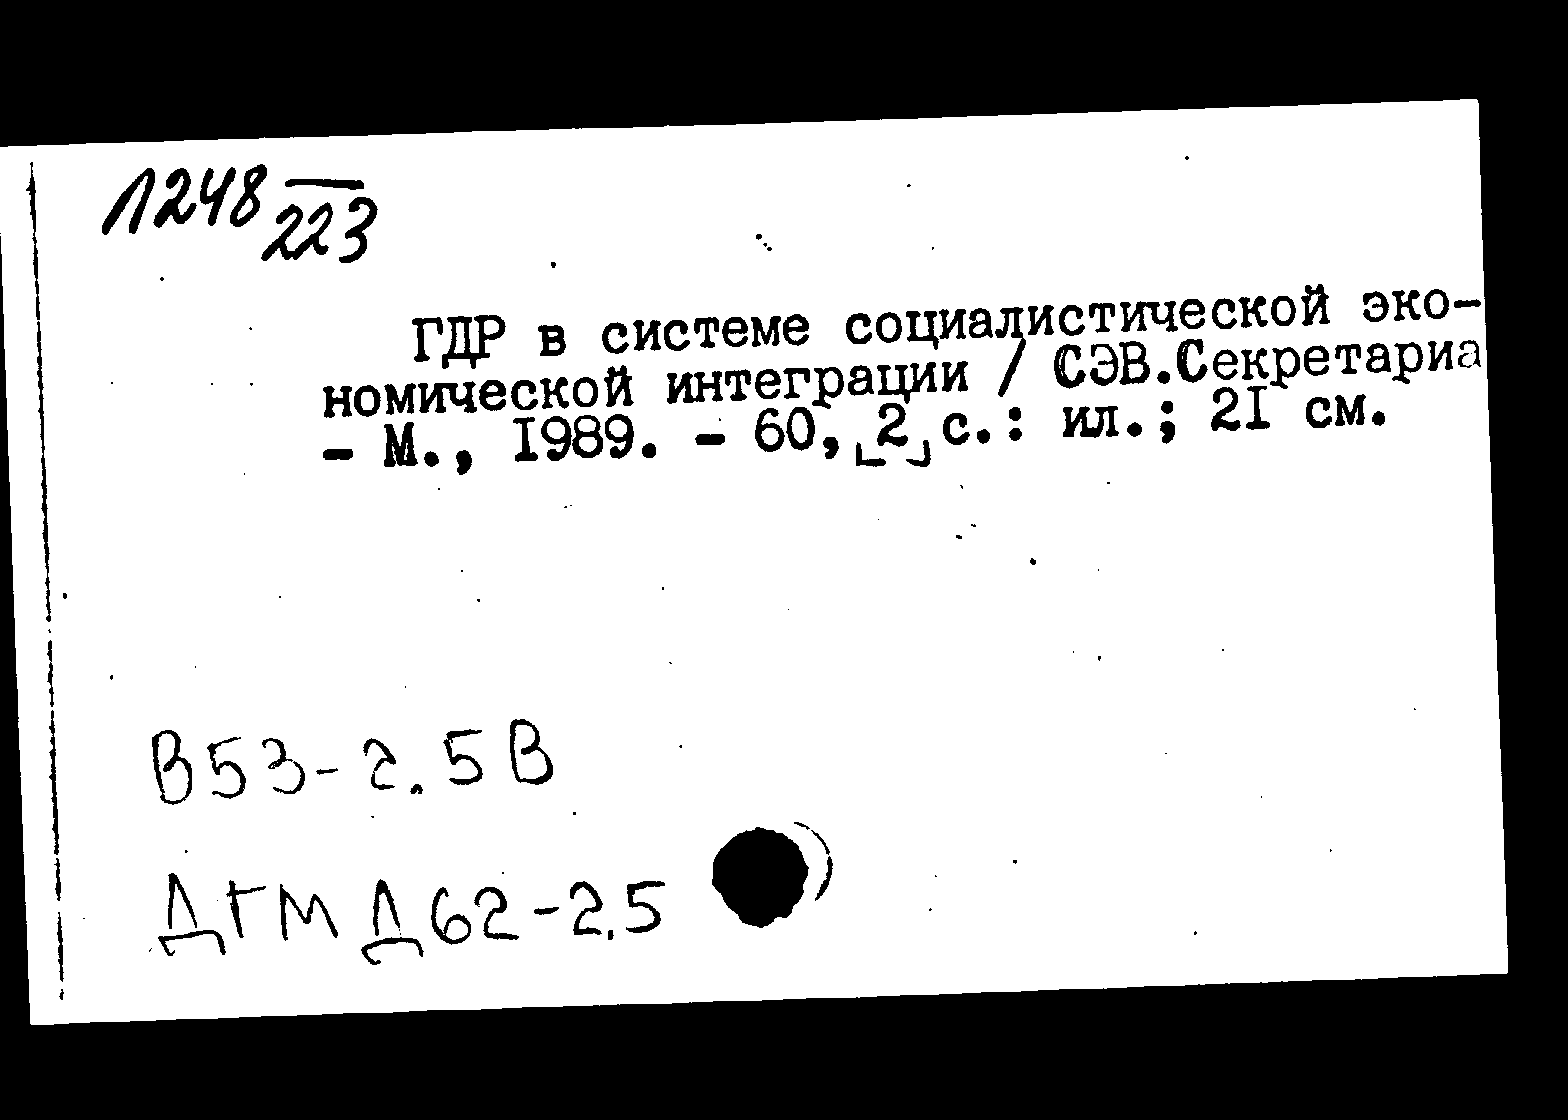 Л248
223
ГДР в системе социалистической эко-
номической интеграции / СЭВ.Секретариа
- М., 1989. - 60, [2] с.: ил.; 21 см.
В53-2.5В
ДГМ Д62-2.5